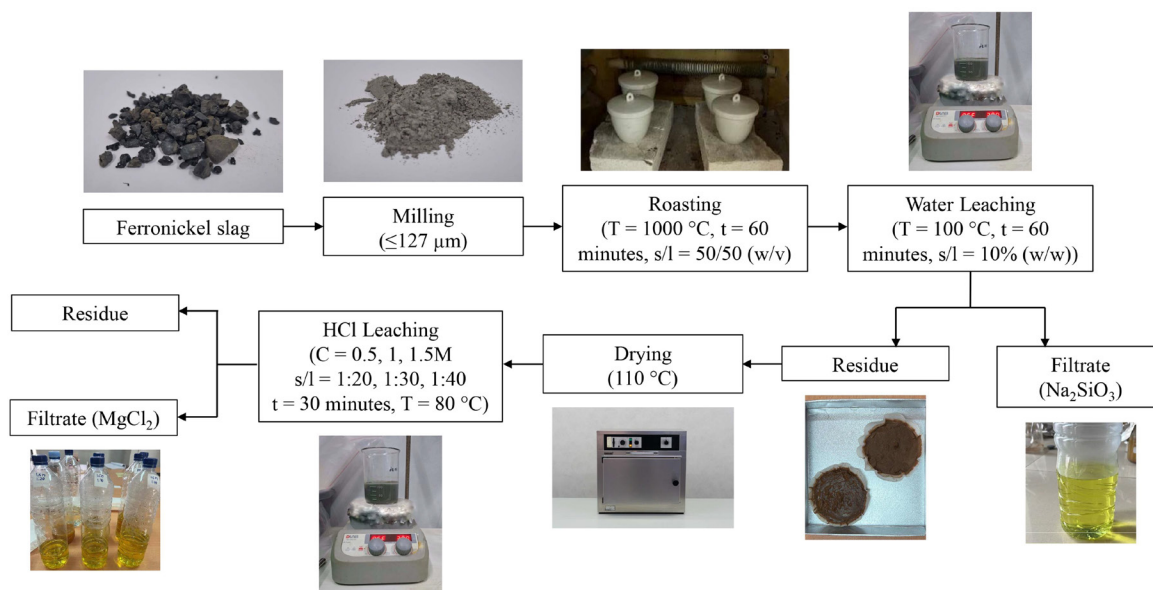 Ferronickel slag
Milling
(≤127 μm)
Roasting
(T = 1000 °C, t = 60
minutes, s/l = 50/50 (w/v)
Water Leaching
(T = 100 °C, t = 60
minutes, s/l = 10% (w/w))
Residue
HCl Leaching
(C = 0.5, 1, 1.5M
s/l = 1:20, 1:30, 1:40
t = 30 minutes, T = 80 °C)
Drying
(110 °C)
Residue
Filtrate
(Na₂SiO₃)
Filtrate (MgCl₂)